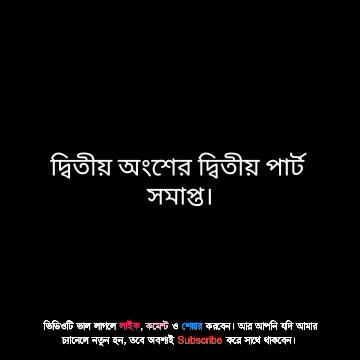 দ্বিতীয় অংশের দ্বিতীয় পার্ট
সমাপ্ত।
ভিডিওটি ভাল লাগলে লাইক, কমেন্ট ও শেয়ার করবেন। আর আপনি যদি আমার
চ্যানেলে নতুন হন, তবে অবশ্যই Subscribe করে সাথে থাকবেন।